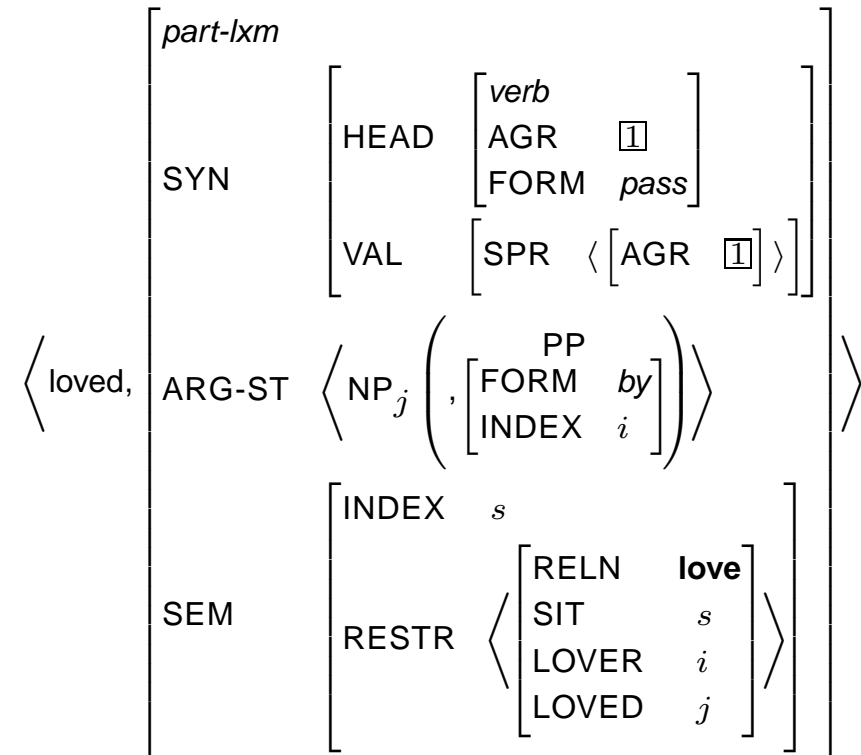 part-lxm
SYN
HEAD
verb
AGR 1
FORM pass
VAL [SPR ⟨ [AGR 1] ⟩]
⟨loved,
ARG-ST ⟨NP_j ( , PP
[FORM by
INDEX i] ) ⟩ ⟩
SEM
INDEX s
RESTR
RELN love
SIT s
LOVER i
LOVED j